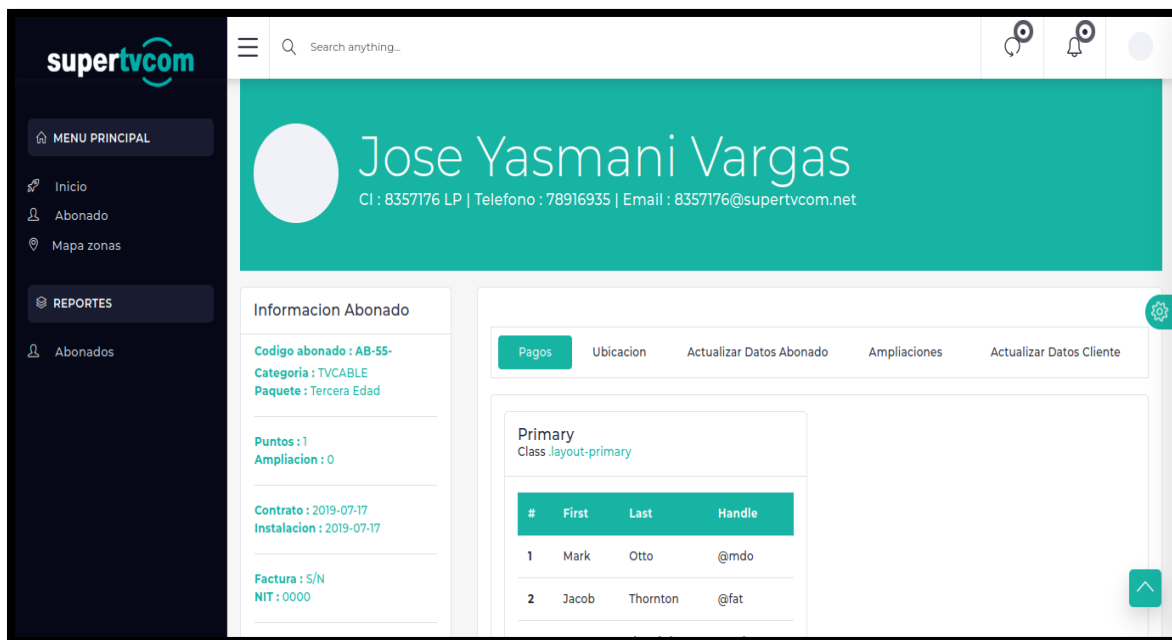 supertvcom
Search anything...
MENU PRINCIPAL
Inicio
Abonado
Mapa zonas
REPORTES
Abonados
Jose Yasmani Vargas
CI : 8357176 LP | Telefono : 78916935 | Email : 8357176@supertvcom.net
Informacion Abonado
Codigo abonado : AB-55-
Categoria : TVCABLE
Paquete : Tercera Edad
Puntos : 1
Ampliacion : 0
Contrato : 2019-07-17
Instalacion : 2019-07-17
Factura : S/N
NIT : 0000
Pagos Ubicacion Actualizar Datos Abonado Ampliaciones Actualizar Datos Cliente
Primary
Class .layout-primary
# First Last Handle
1 Mark Otto @mdo
2 Jacob Thornton @fat